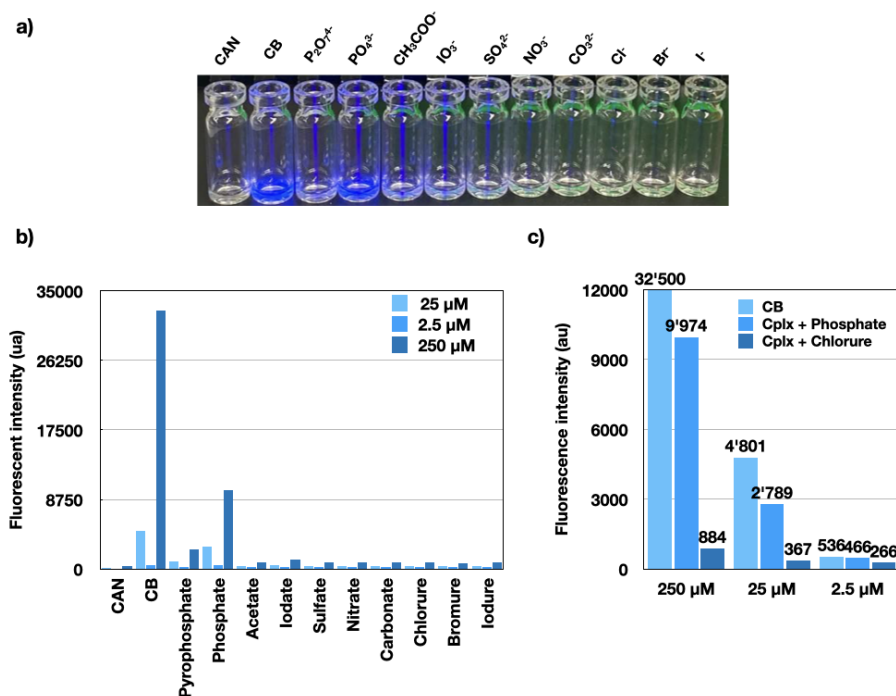 a)
CAN CB P₂O₇⁴⁻ PO₄³⁻ CH₃COO⁻ IO₃⁻ SO₄²⁻ NO₃⁻ CO₃²⁻ Cl⁻ Br⁻ I⁻
b)
35000
26250
17500
8750
0
Fluorescent intensity (ua)
25 µM
2.5 µM
250 µM
CAN
CB
Pyrophosphate
Phosphate
Acetate
Iodate
Sulfate
Nitrate
Carbonate
Chlorure
Bromure
Iodure
c)
12000
9000
6000
3000
0
Fluorescence intensity (au)
CB
Cplx + Phosphate
Cplx + Chlorure
32'500
9'974
884
4'801
2'789
367
536
466
266
250 µM
25 µM
2.5 µM